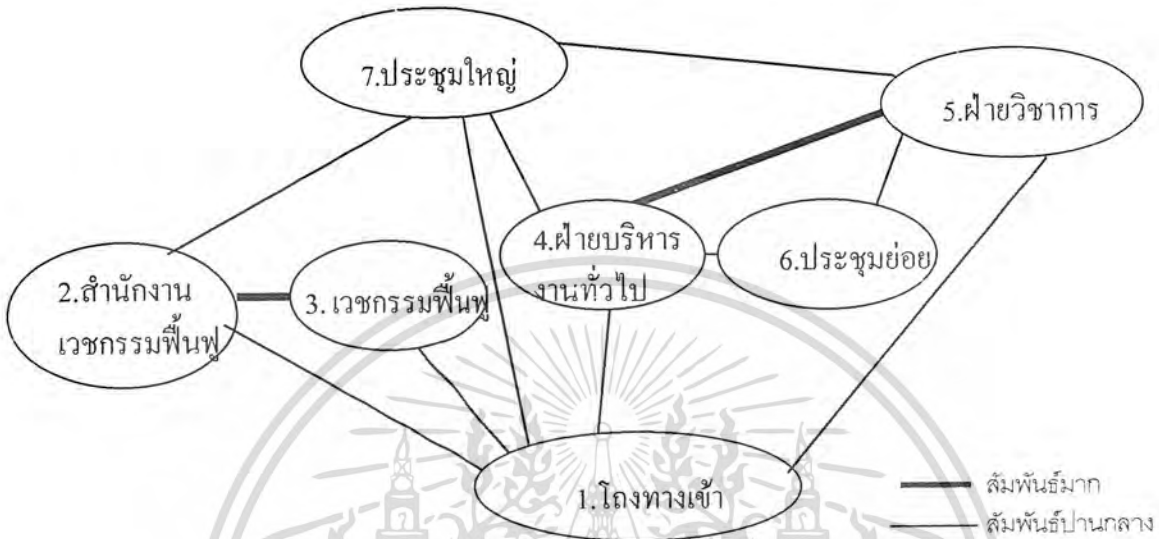 7.ประชุมใหญ่
5.ฝ่ายวิชาการ
4.ฝ่ายบริหาร
งานทั่วไป
6.ประชุมย่อย
2.สำนักงาน
เวชกรรมฟื้นฟู
3. เวชกรรมฟื้นฟู
1.โถงทางเข้า
สัมพันธ์มาก
สัมพันธ์ปานกลาง